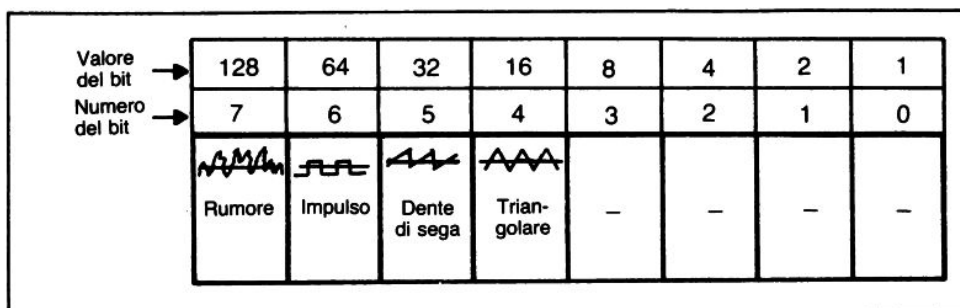 Valore
del bit
128 64 32 16 8 4 2 1
Numero
del bit
7 6 5 4 3 2 1 0
Rumore Impulso Dente
di sega Trian-
golare – – – –